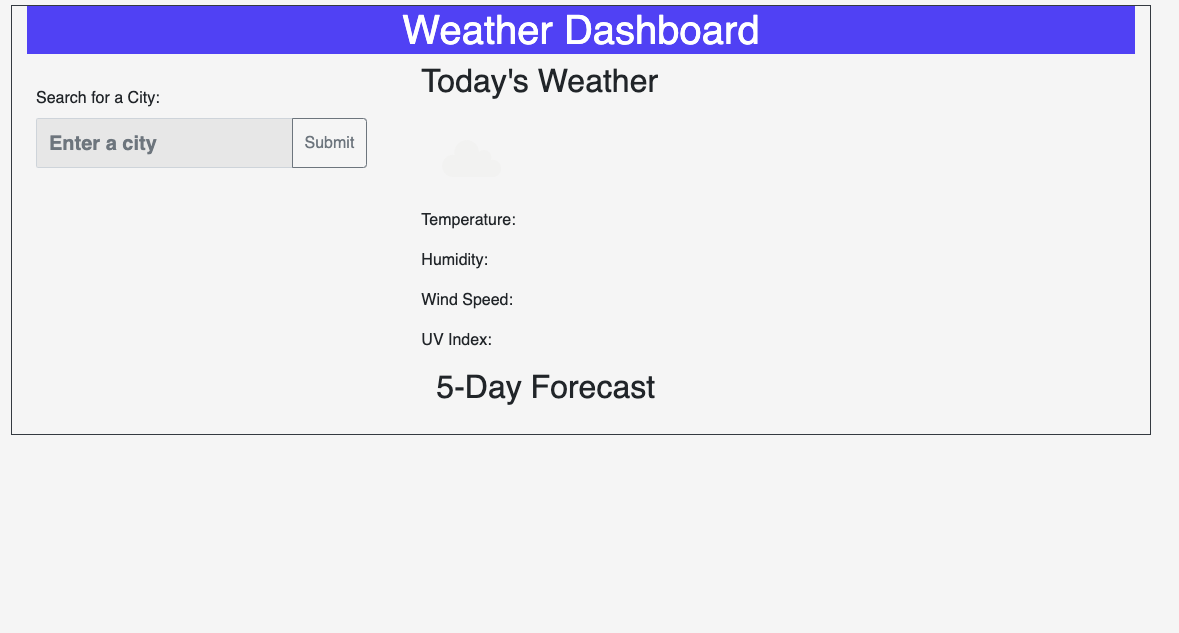 Weather Dashboard
Search for a City:
Enter a city
Submit
Today's Weather
Temperature:
Humidity:
Wind Speed:
UV Index:
5-Day Forecast